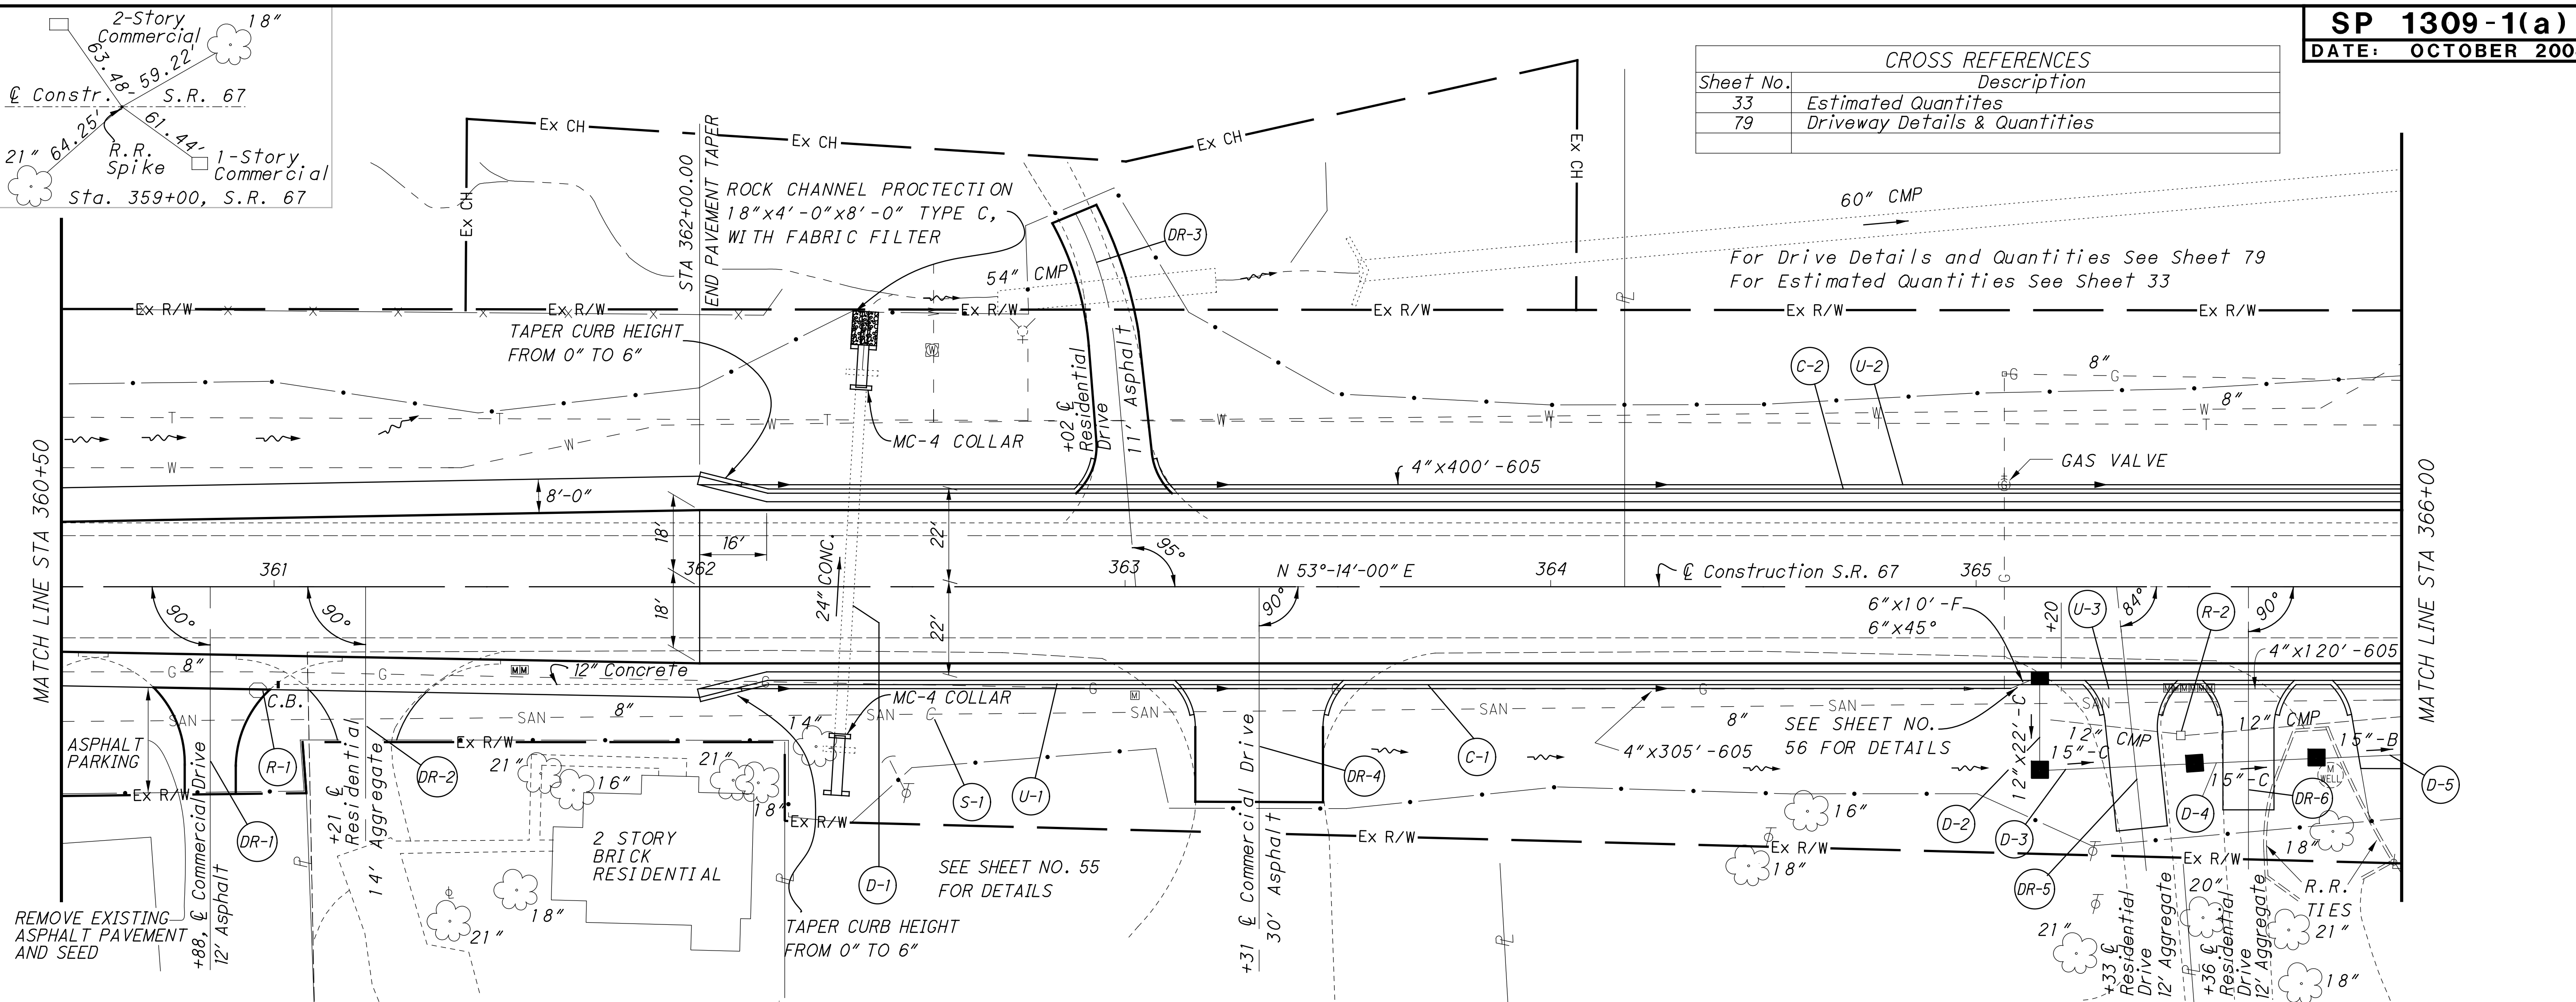 SP 1309-1(a)
DATE: OCTOBER 200
2-Story
Commercial
18"
63.48
59.22'
℄ Constr. - S.R. 67
64.25'
61.44'
21"
R.R.
Spike
1-Story
Commercial
Sta. 359+00, S.R. 67
CROSS REFERENCES
Sheet No. Description
33 Estimated Quantites
79 Driveway Details & Quantities
For Drive Details and Quantities See Sheet 79
For Estimated Quantities See Sheet 33
Ex CH
Ex CH
Ex CH
Ex CH
Ex CH
STA 362+00.00
END PAVEMENT TAPER
ROCK CHANNEL PROCTECTION
18"x4'-0"x8'-0" TYPE C,
WITH FABRIC FILTER
DR-3
60" CMP
54" CMP
Ex R/W
Ex R/W
Ex R/W
Ex R/W
Ex R/W
Ex R/W
TAPER CURB HEIGHT
FROM 0" TO 6"
W
+02 ℄
Residential
Drive
11' Asphalt
C-2
U-2
G
8"
G
8"
T
T
T
W
W
W
W
W
W
T
T
MC-4 COLLAR
MATCH LINE STA 360+50
MATCH LINE STA 366+00
4"x400'-605
GAS VALVE
G
8'-0"
18'
18'
16'
22'
22'
24" CONC.
95°
361
362
363
364
365
N 53°-14'-00" E
℄ Construction S.R. 67
G
90°
90°
90°
84°
90°
6"x10'-F
6"x45°
+20
U-3
R-2
4"x120'-605
G
8"
G
M M
12" Concrete
G
G
G
G
C.B.
MC-4 COLLAR
M
SAN
SAN
8"
SAN
C
SAN
8"
SAN
SAN
SEE SHEET NO.
56 FOR DETAILS
4"x305'-605
12"x22'-C
12" CMP
12" CMP
15"-C
15"-C
15"-B
M
WELL
ASPHALT
PARKING
Ex R/W
Ex R/W
Ex R/W
Ex R/W
Ex R/W
Ex R/W
R-1
DR-1
DR-2
S-1
U-1
D-1
DR-4
C-1
D-2
D-3
D-4
DR-5
DR-6
D-5
+88, ℄ Commercial Drive
12' Asphalt
+21 ℄
Residential
14' Aggregate
21"
16"
21"
18"
14"
18"
21"
2 STORY
BRICK
RESIDENTIAL
SEE SHEET NO. 55
FOR DETAILS
TAPER CURB HEIGHT
FROM 0" TO 6"
REMOVE EXISTING
ASPHALT PAVEMENT
AND SEED
+31 ℄ Commercial Drive
30' Asphalt
16"
18"
18"
20"
21"
21"
18"
R.R.
TIES
+33 ℄
Residential
Drive
12' Aggregate
+36 ℄
Residential
Drive
12' Aggregate